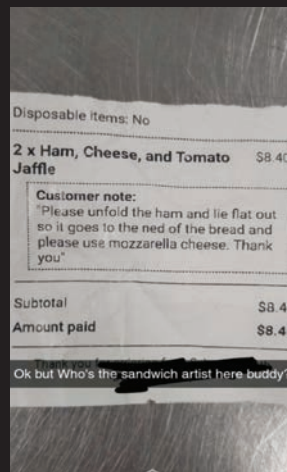 Disposable items: No
2 x Ham, Cheese, and Tomato $8.40
Jaffle
Customer note:
"Please unfold the ham and lie flat out
so it goes to the ned of the bread and
please use mozzarella cheese. Thank
you"
Subtotal $8.4
Amount paid $8.4
Thank you
Ok but Who's the sandwich artist here buddy?